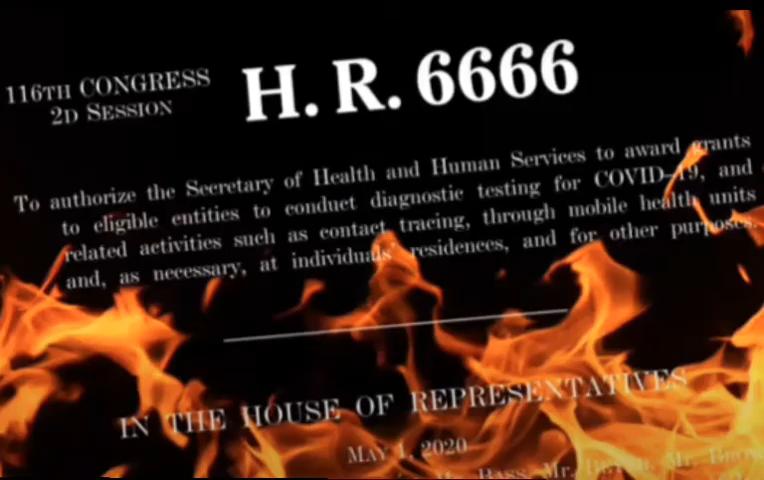 116TH CONGRESS
2D SESSION
H. R. 6666
To authorize the Secretary of Health and Human Services to award grants
to eligible entities to conduct diagnostic testing for COVID–19, and
related activities such as contact tracing, through mobile health units
and, as necessary, at individuals' residences, and for other purposes.
IN THE HOUSE OF REPRESENTATIVES
MAY 1, 2020
BASS, Mr.